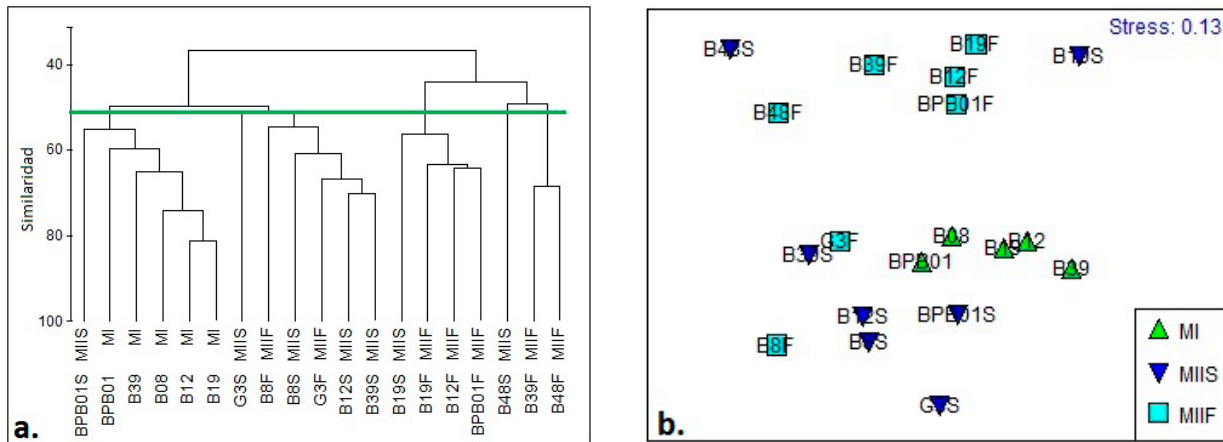 40
60
80
100
Similaridad
MIIS MI MI MI MI MI MIIS MIIF MIIS MIIF MIIS MIIS MIIS MIIF MIIF MIIF MIIS MIIF MIIF
BPB01S BPB01 B39 B08 B12 B19 G3S B8F B8S G3F B12S B39S B19S B19F B12F BPB01F B48S B39F B48F
a.
Stress: 0.13
B48S
B19F
B19S
B39F
B12F
BPB01F
B48F
B08
G3F
B12
B39S
B19
BPB01
B39
B12S
BPB01S
B8F
B8S
G3S
MI
MIIS
MIIF
b.